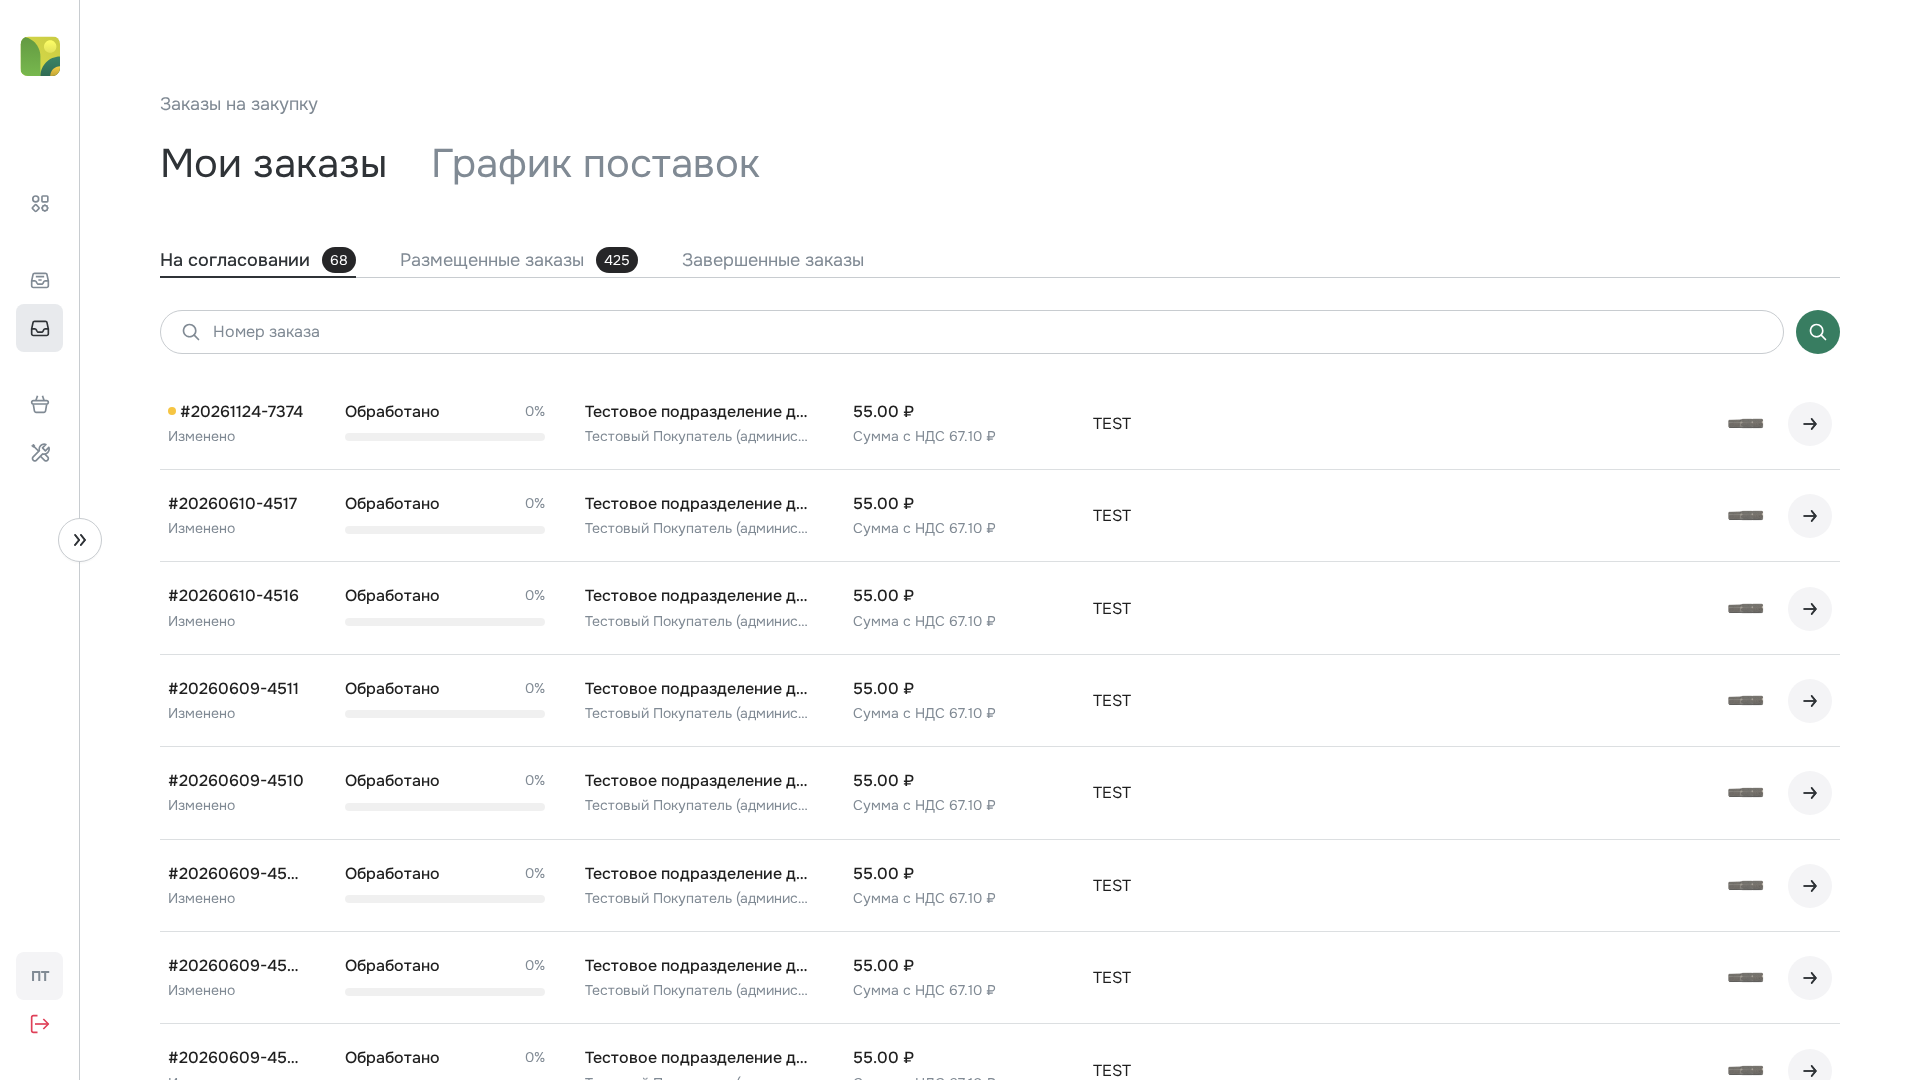 Заказы на закупку
Мои заказы График поставок
На согласовании 68 Размещенные заказы 425 Завершенные заказы
Номер заказа
#20261124-7374 Обработано 0% Тестовое подразделение д... 55.00 ₽
Изменено Тестовый Покупатель (админис... Сумма с НДС 67.10 ₽ TEST
#20260610-4517 Обработано 0% Тестовое подразделение д... 55.00 ₽
Изменено Тестовый Покупатель (админис... Сумма с НДС 67.10 ₽ TEST
#20260610-4516 Обработано 0% Тестовое подразделение д... 55.00 ₽
Изменено Тестовый Покупатель (админис... Сумма с НДС 67.10 ₽ TEST
#20260609-4511 Обработано 0% Тестовое подразделение д... 55.00 ₽
Изменено Тестовый Покупатель (админис... Сумма с НДС 67.10 ₽ TEST
#20260609-4510 Обработано 0% Тестовое подразделение д... 55.00 ₽
Изменено Тестовый Покупатель (админис... Сумма с НДС 67.10 ₽ TEST
#20260609-45... Обработано 0% Тестовое подразделение д... 55.00 ₽
Изменено Тестовый Покупатель (админис... Сумма с НДС 67.10 ₽ TEST
#20260609-45... Обработано 0% Тестовое подразделение д... 55.00 ₽
Изменено Тестовый Покупатель (админис... Сумма с НДС 67.10 ₽ TEST
#20260609-45... Обработано 0% Тестовое подразделение д... 55.00 ₽
TEST
ПТ